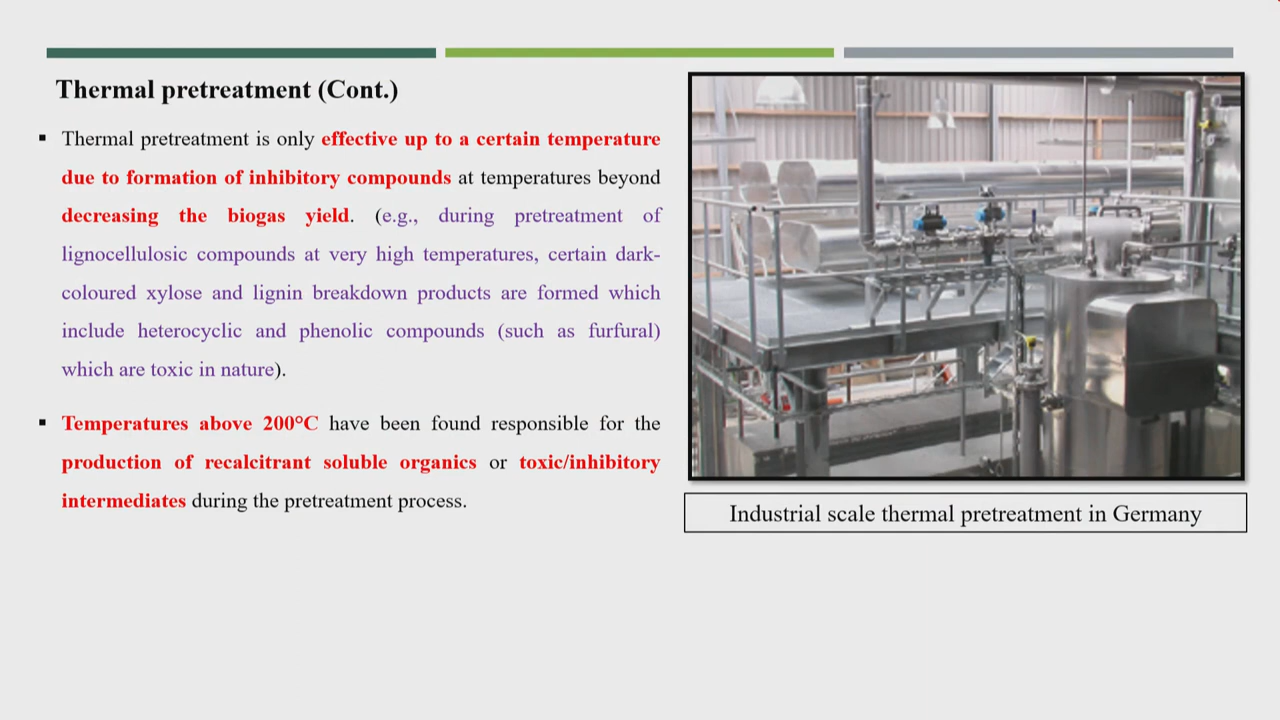 Thermal pretreatment (Cont.)
▪ Thermal pretreatment is only effective up to a certain temperature
due to formation of inhibitory compounds at temperatures beyond
decreasing the biogas yield. (e.g., during pretreatment of
lignocellulosic compounds at very high temperatures, certain dark-
coloured xylose and lignin breakdown products are formed which
include heterocyclic and phenolic compounds (such as furfural)
which are toxic in nature).
▪ Temperatures above 200°C have been found responsible for the
production of recalcitrant soluble organics or toxic/inhibitory
intermediates during the pretreatment process.
Industrial scale thermal pretreatment in Germany